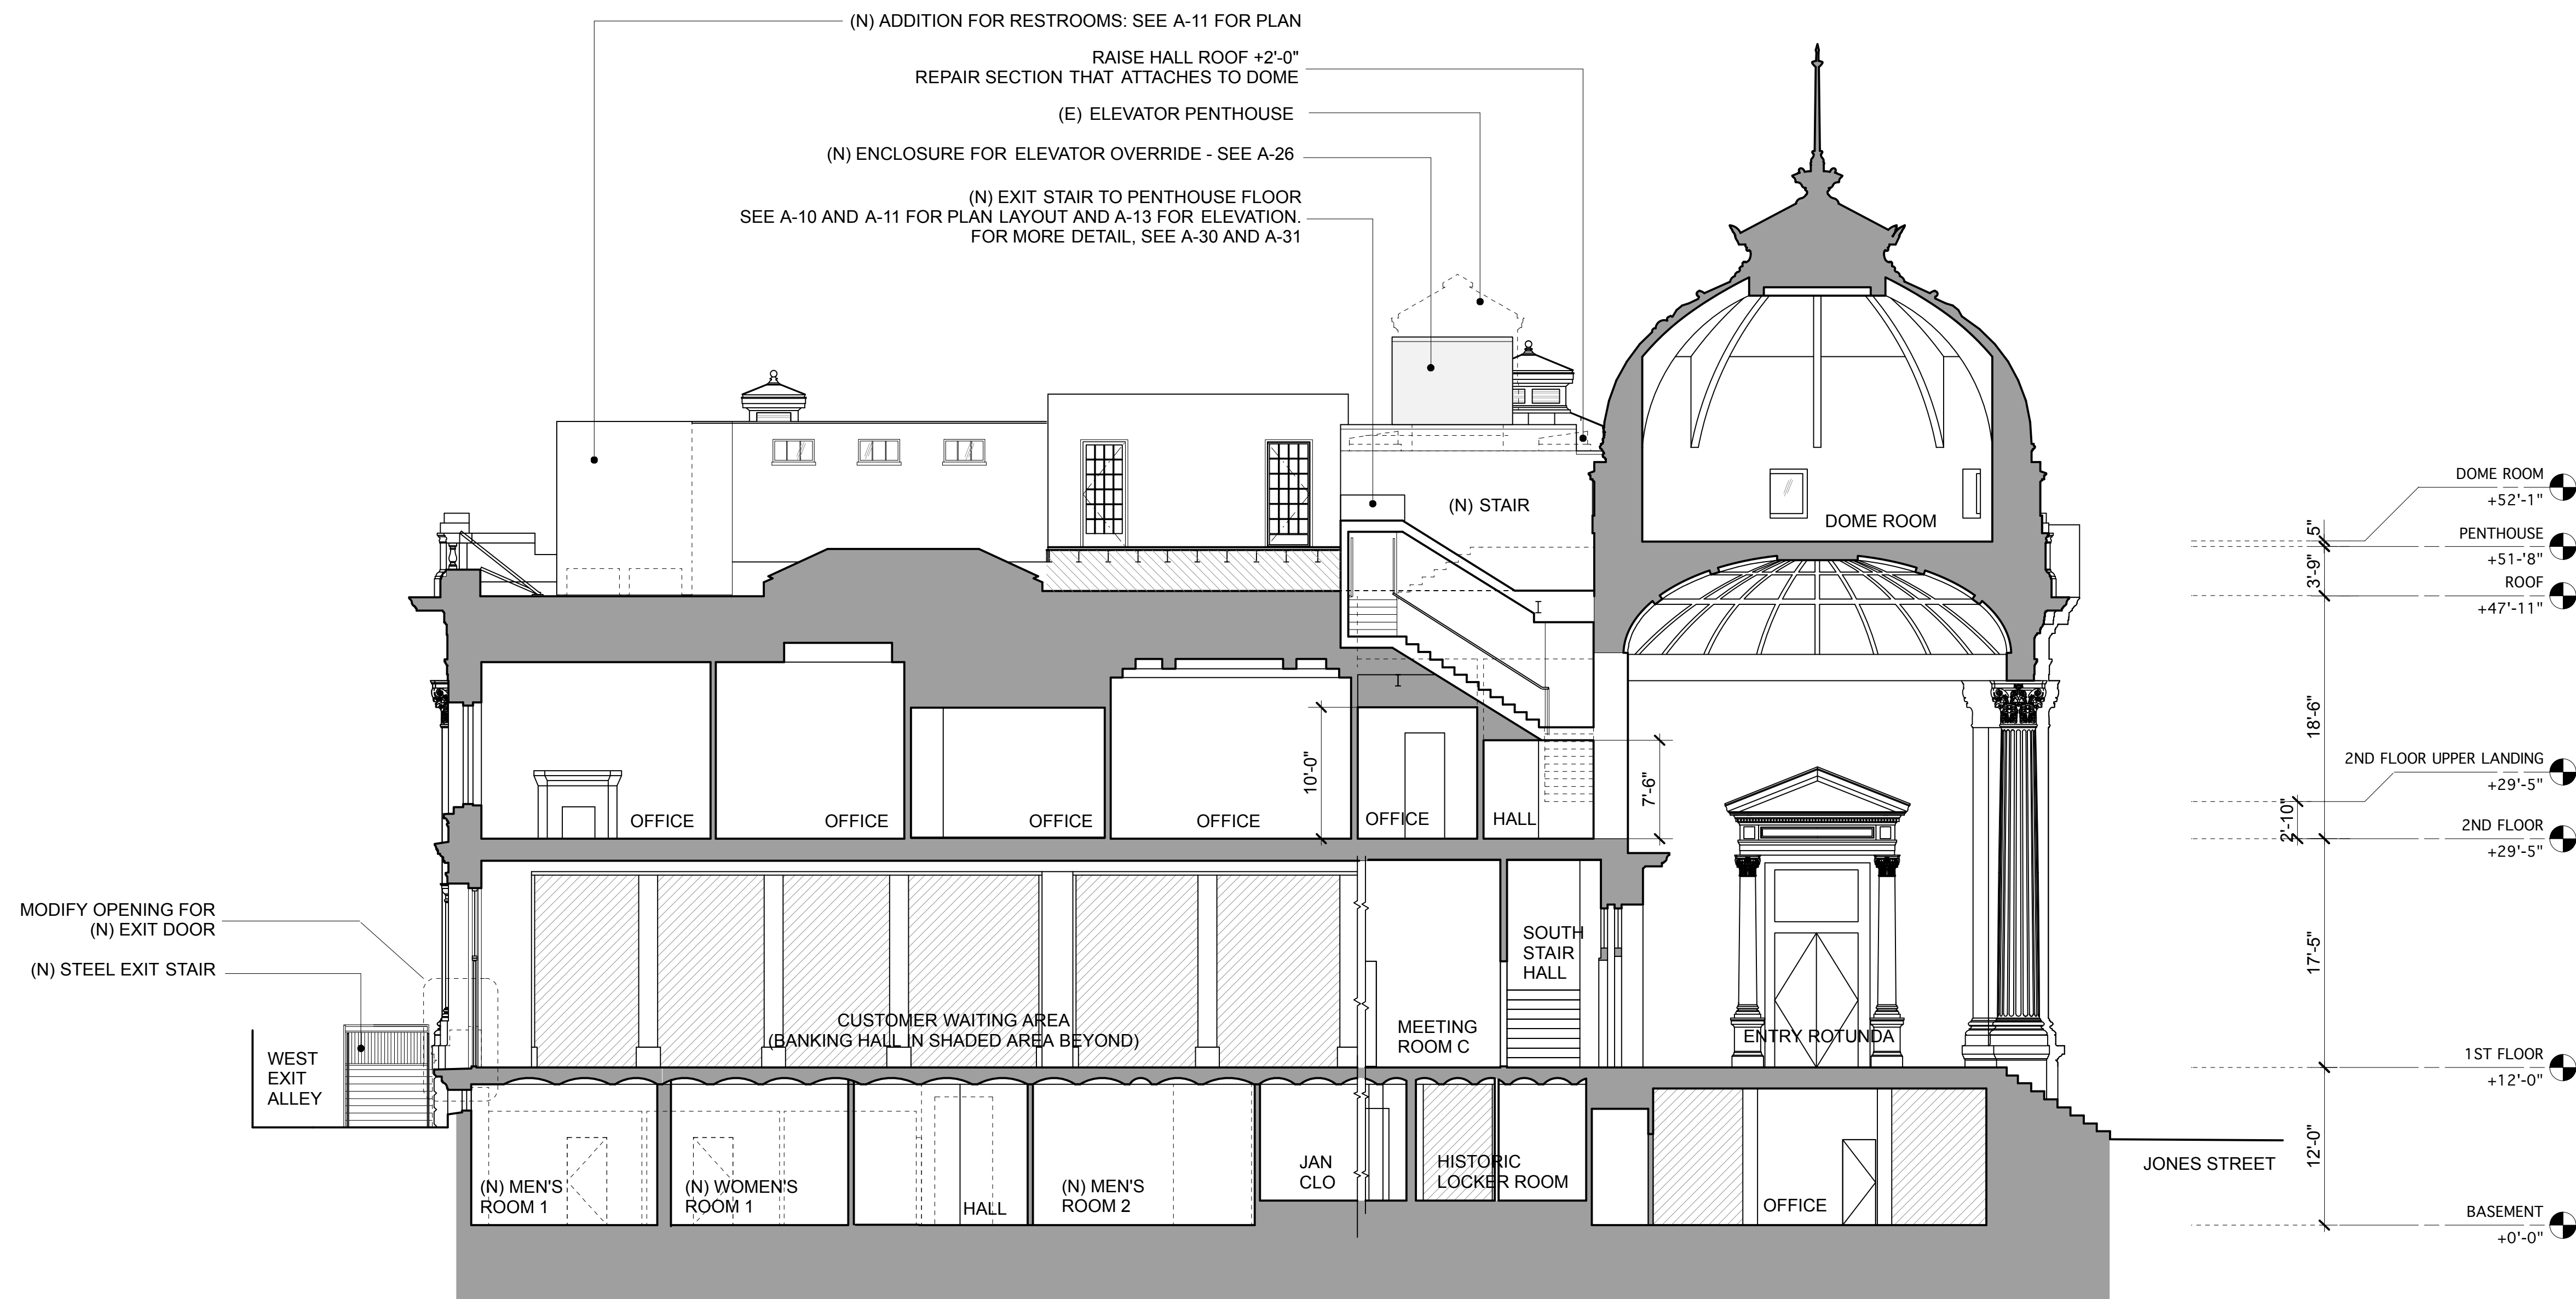 (N) ADDITION FOR RESTROOMS: SEE A-11 FOR PLAN
RAISE HALL ROOF +2'-0"
REPAIR SECTION THAT ATTACHES TO DOME
(E) ELEVATOR PENTHOUSE
(N) ENCLOSURE FOR ELEVATOR OVERRIDE - SEE A-26
(N) EXIT STAIR TO PENTHOUSE FLOOR
SEE A-10 AND A-11 FOR PLAN LAYOUT AND A-13 FOR ELEVATION.
FOR MORE DETAIL, SEE A-30 AND A-31
(N) STAIR
DOME ROOM
DOME ROOM
+52'-1"
5"
PENTHOUSE
+51-'8"
3'-9"
ROOF
+47'-11"
18'-6"
2ND FLOOR UPPER LANDING
+29'-5"
2'-10"
2ND FLOOR
+29'-5"
10'-0"
7'-6"
OFFICE
OFFICE
OFFICE
OFFICE
OFFICE
HALL
MODIFY OPENING FOR
(N) EXIT DOOR
(N) STEEL EXIT STAIR
WEST
EXIT
ALLEY
CUSTOMER WAITING AREA
(BANKING HALL IN SHADED AREA BEYOND)
MEETING
ROOM C
SOUTH
STAIR
HALL
ENTRY ROTUNDA
17'-5"
1ST FLOOR
+12'-0"
12'-0"
JONES STREET
(N) MEN'S
ROOM 1
(N) WOMEN'S
ROOM 1
HALL
(N) MEN'S
ROOM 2
JAN
CLO
HISTORIC
LOCKER ROOM
OFFICE
BASEMENT
+0'-0"